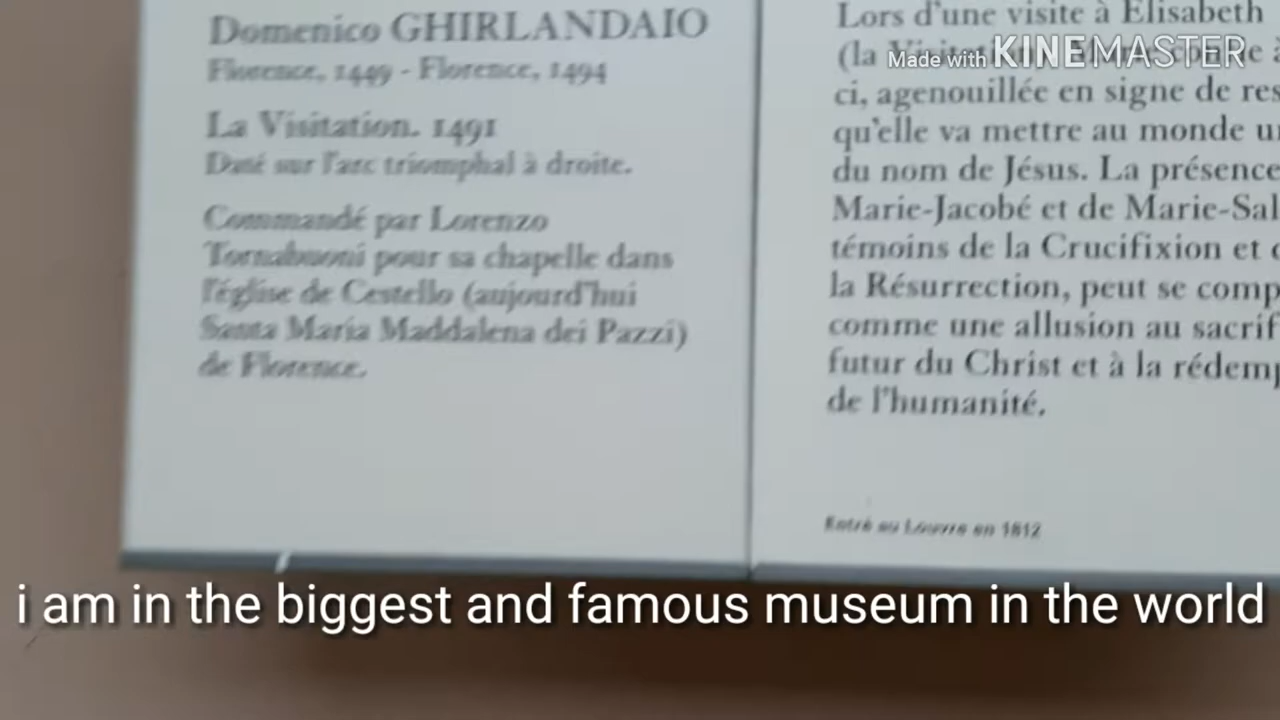 Domenico GHIRLANDAIO
Florence, 1449 - Florence, 1494
La Visitation. 1491
Daté sur l'arc triomphal à droite.
Commandé par Lorenzo
Tornabuoni pour sa chapelle dans
l'église de Cestello (aujourd'hui
Santa Maria Maddalena dei Pazzi)
de Florence.
Lors d'une visite à Elisabeth
(la
Made with KINEMASTER
ci, agenouillée en signe de res
qu'elle va mettre au monde u
du nom de Jésus. La présence
Marie-Jacobé et de Marie-Sal
témoins de la Crucifixion et
la Résurrection, peut se comp
comme une allusion au sacrif
futur du Christ et à la rédemp
de l'humanité.
Entré au Louvre en 1812
i am in the biggest and famous museum in the world